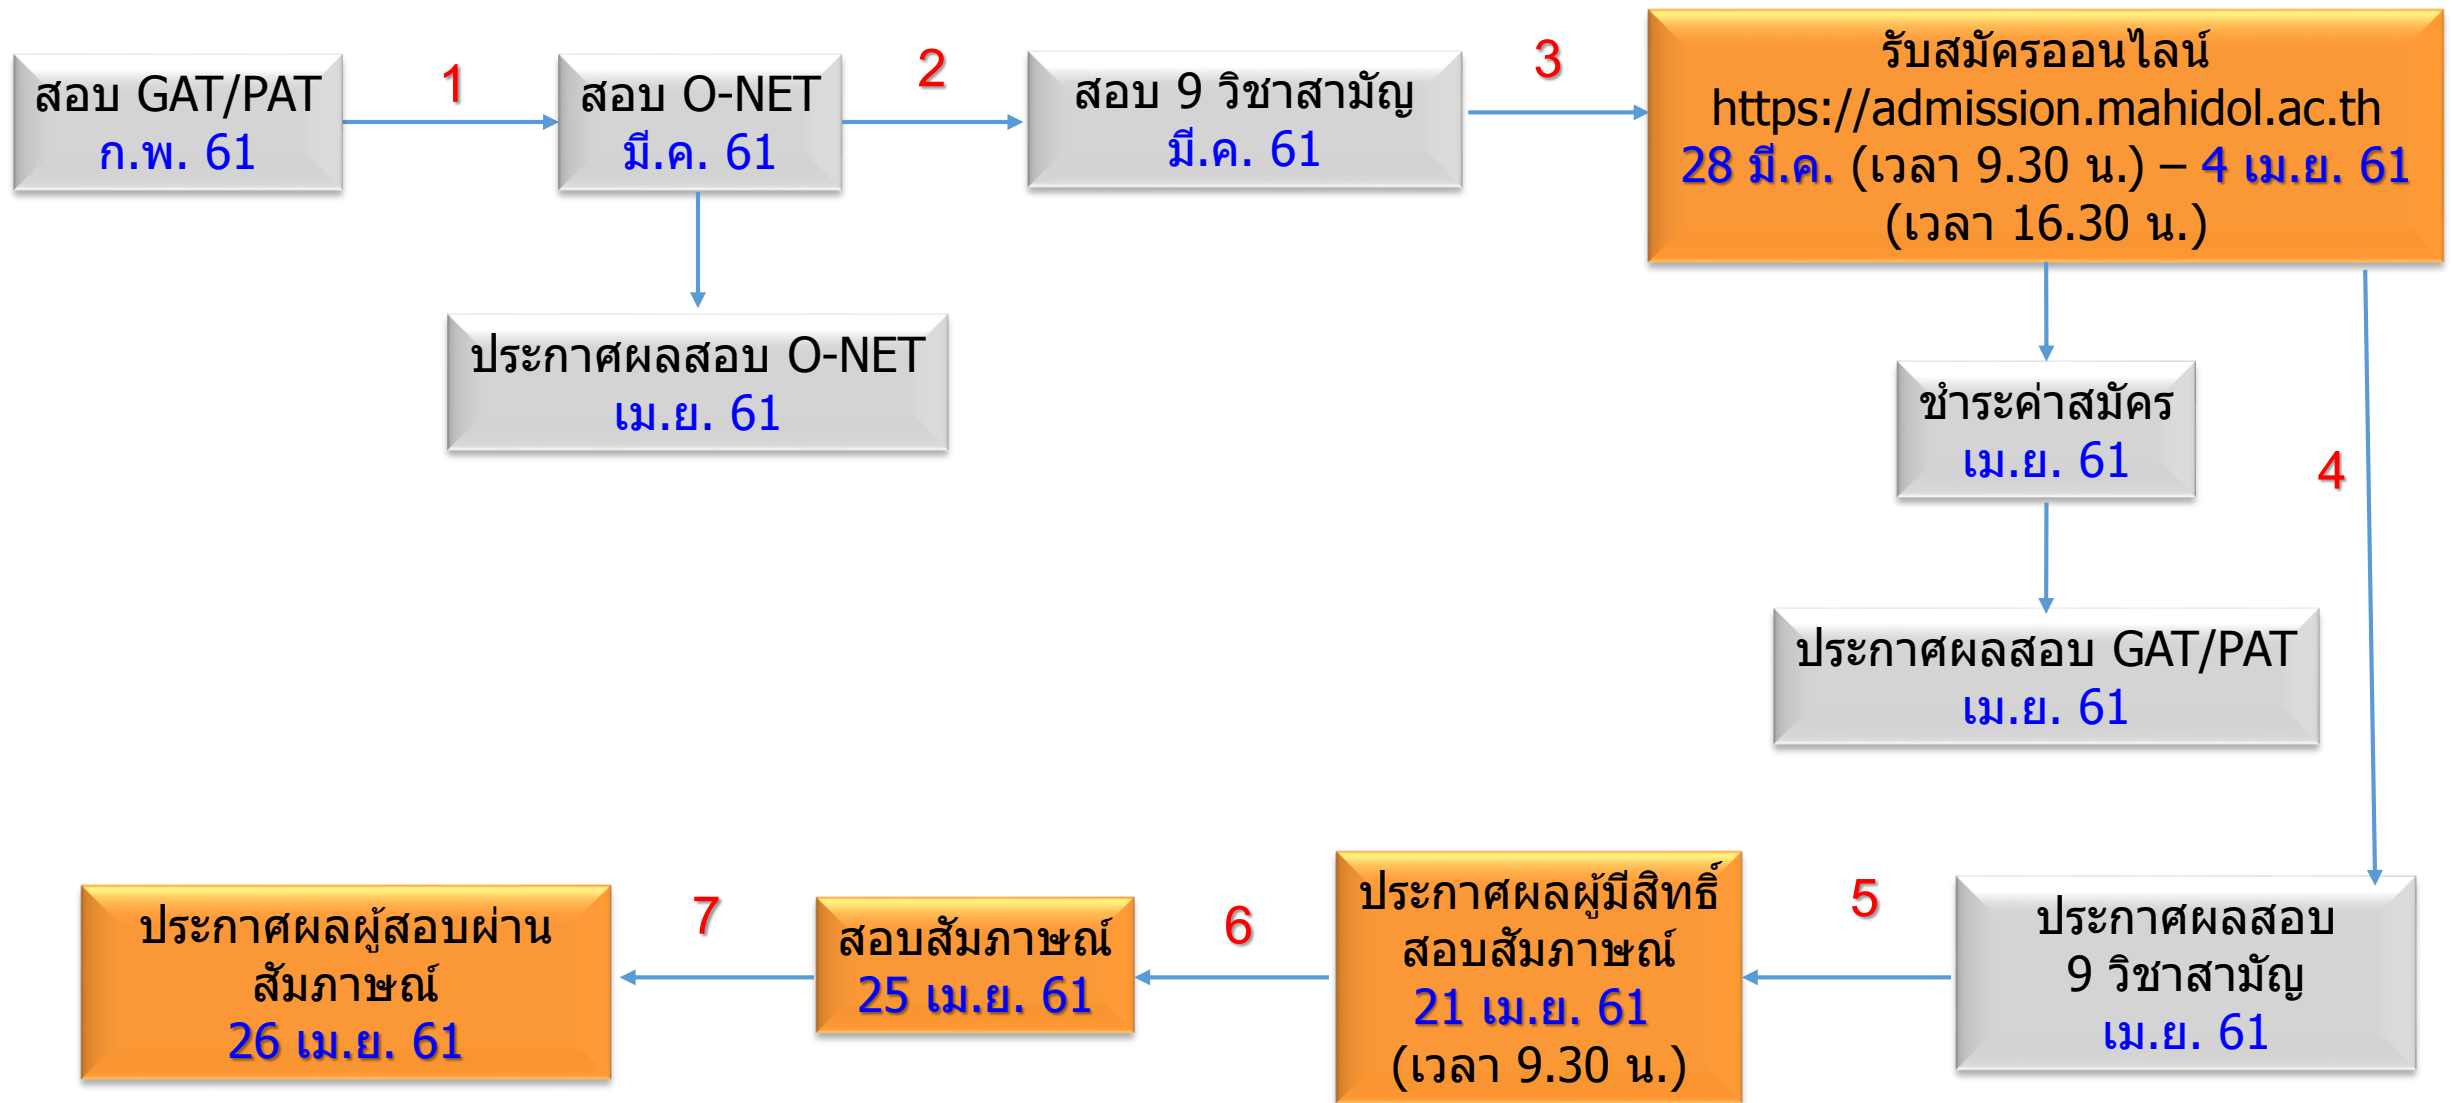 สอบ GAT/PAT
ก.พ. 61
1
สอบ O-NET
มี.ค. 61
2
สอบ 9 วิชาสามัญ
มี.ค. 61
3
รับสมัครออนไลน์
https://admission.mahidol.ac.th
28 มี.ค. (เวลา 9.30 น.) – 4 เม.ย. 61
(เวลา 16.30 น.)
ประกาศผลสอบ O-NET
เม.ย. 61
ชำระค่าสมัคร
เม.ย. 61
4
ประกาศผลสอบ GAT/PAT
เม.ย. 61
ประกาศผลสอบ
9 วิชาสามัญ
เม.ย. 61
5
ประกาศผลผู้มีสิทธิ์
สอบสัมภาษณ์
21 เม.ย. 61
(เวลา 9.30 น.)
6
สอบสัมภาษณ์
25 เม.ย. 61
7
ประกาศผลผู้สอบผ่าน
สัมภาษณ์
26 เม.ย. 61